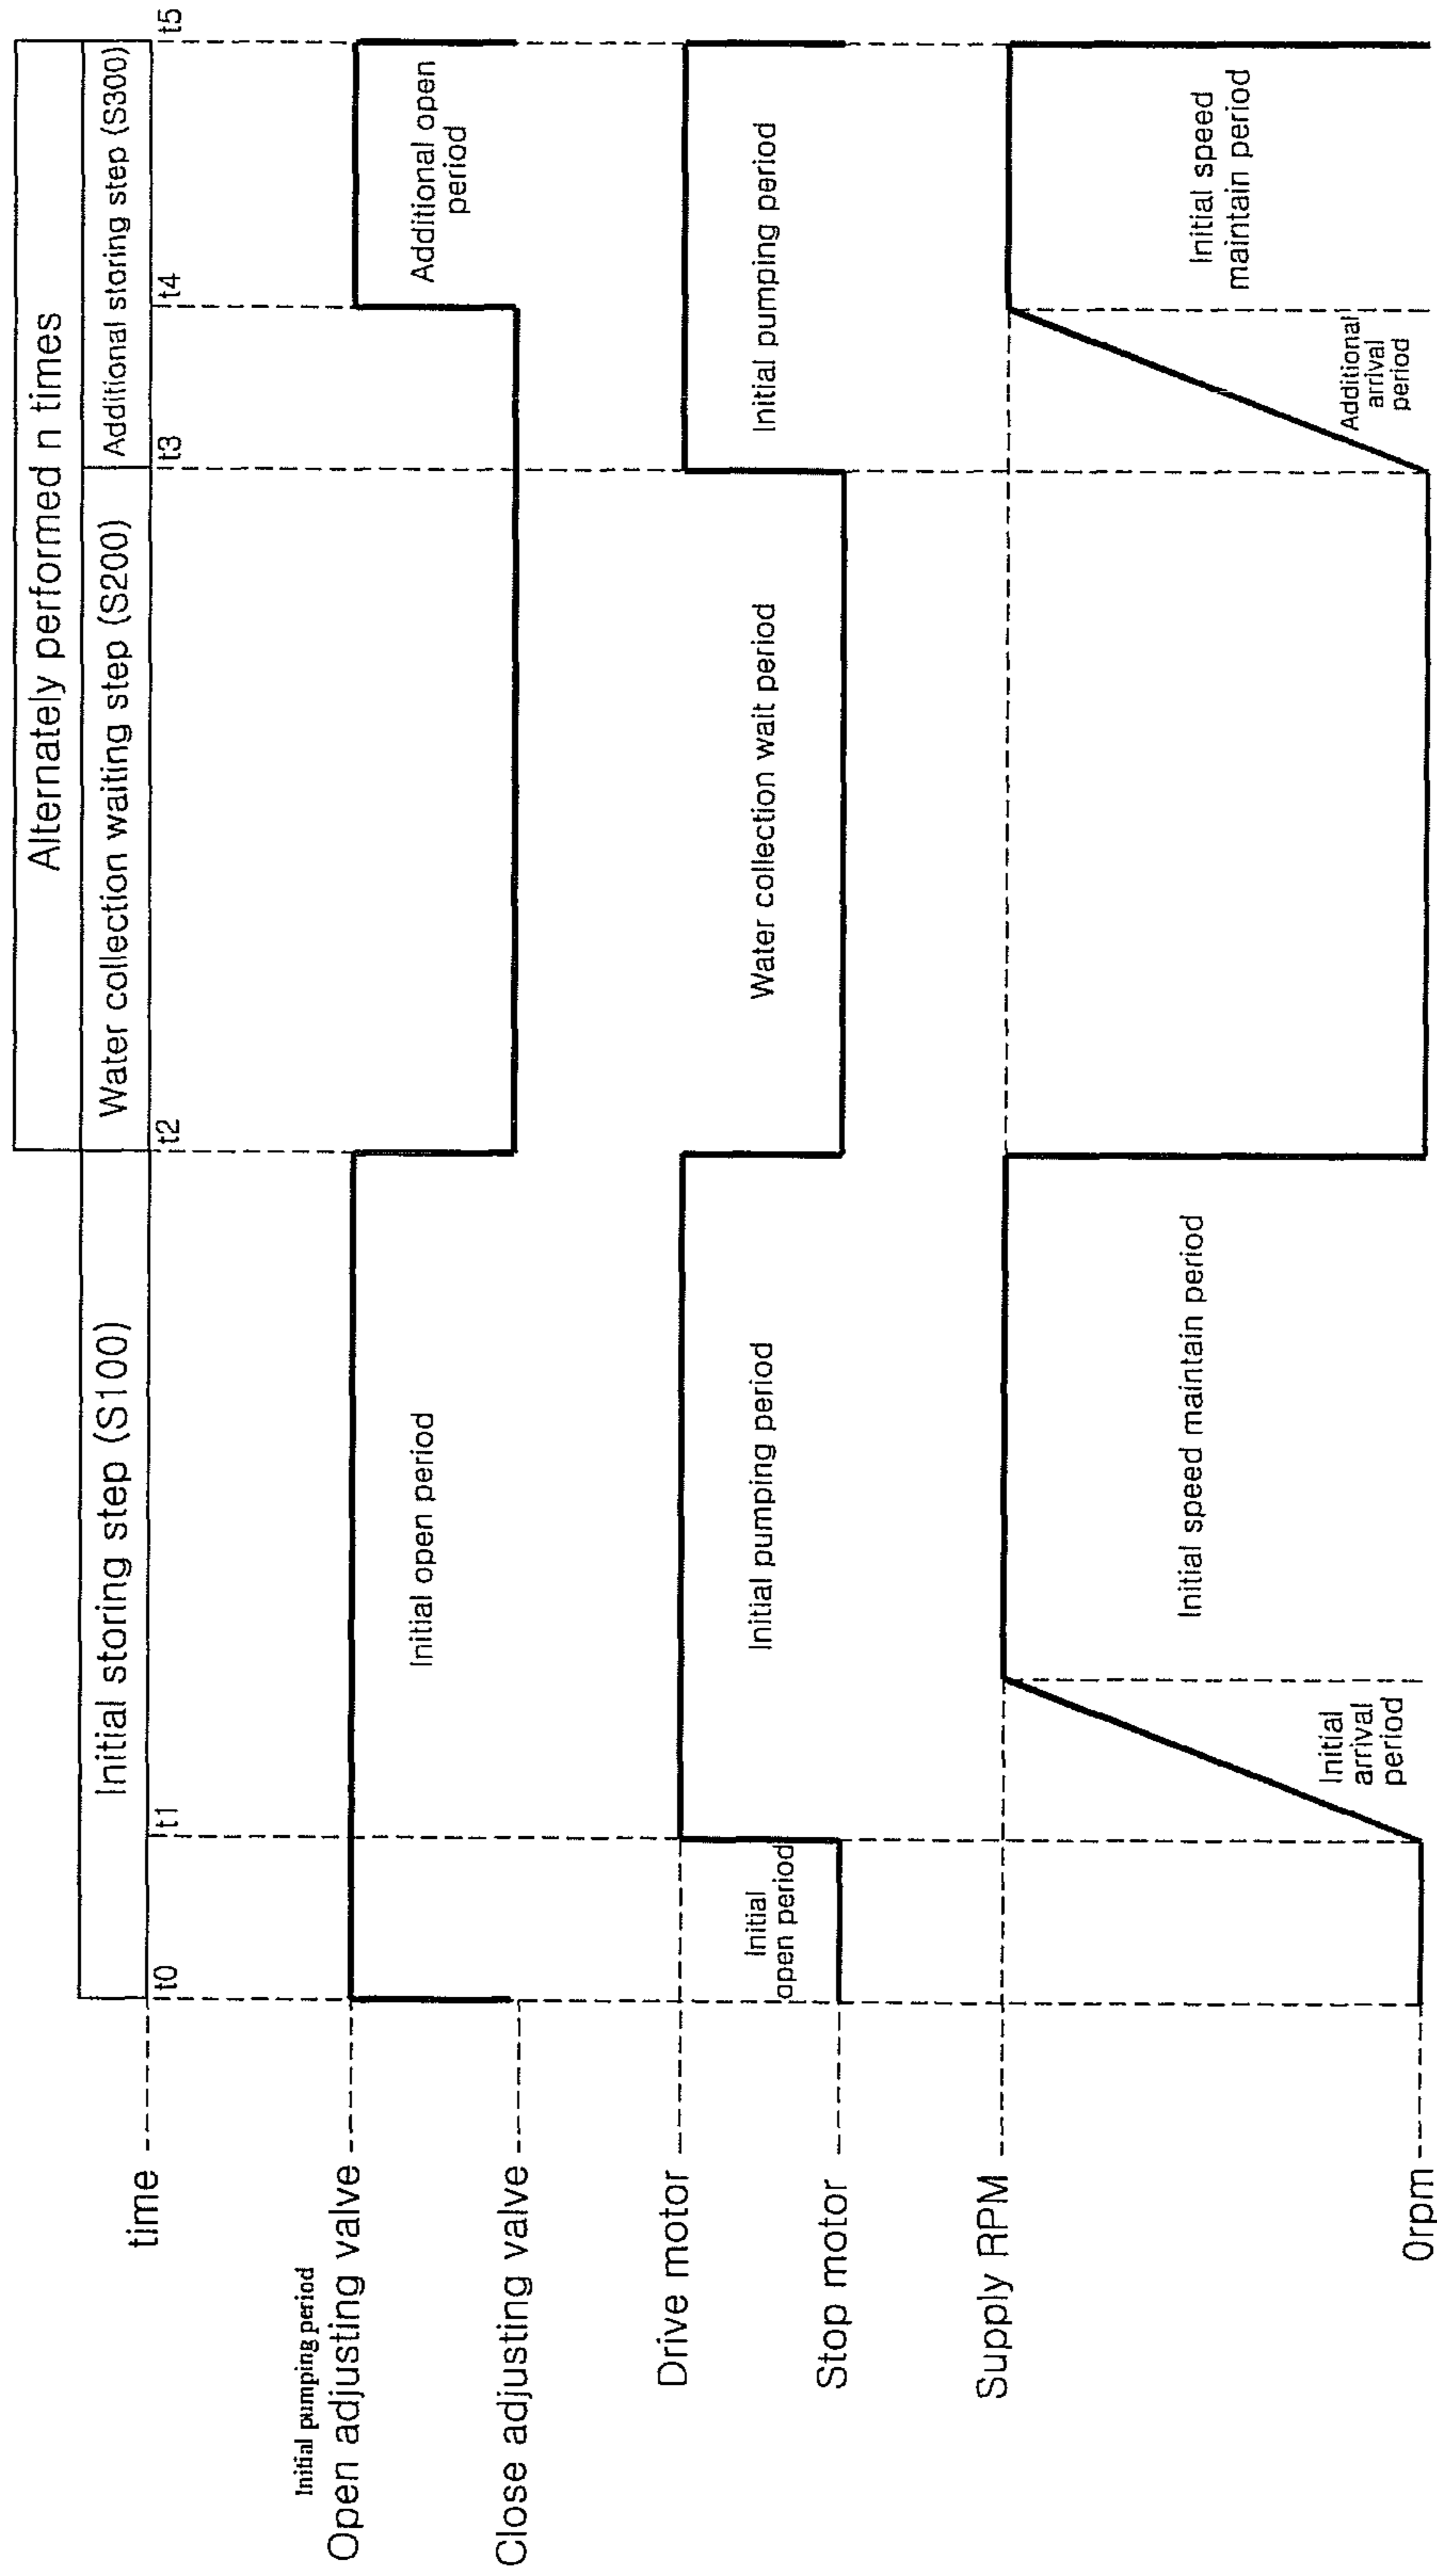 Alternately performed n times
Initial storing step (S100)
Water collection waiting step (S200)
Additional storing step (S300)
time
t0
t1
t2
t3
t4
t5
Initial pumping period
Open adjusting valve
Close adjusting valve
Initial open period
Additional open
period
Drive motor
Stop motor
Initial
open period
Initial pumping period
Water collection wait period
Initial pumping period
Supply RPM
0rpm
Initial
arrival
period
Initial speed maintain period
Additional
arrival
period
Initial speed
maintain period